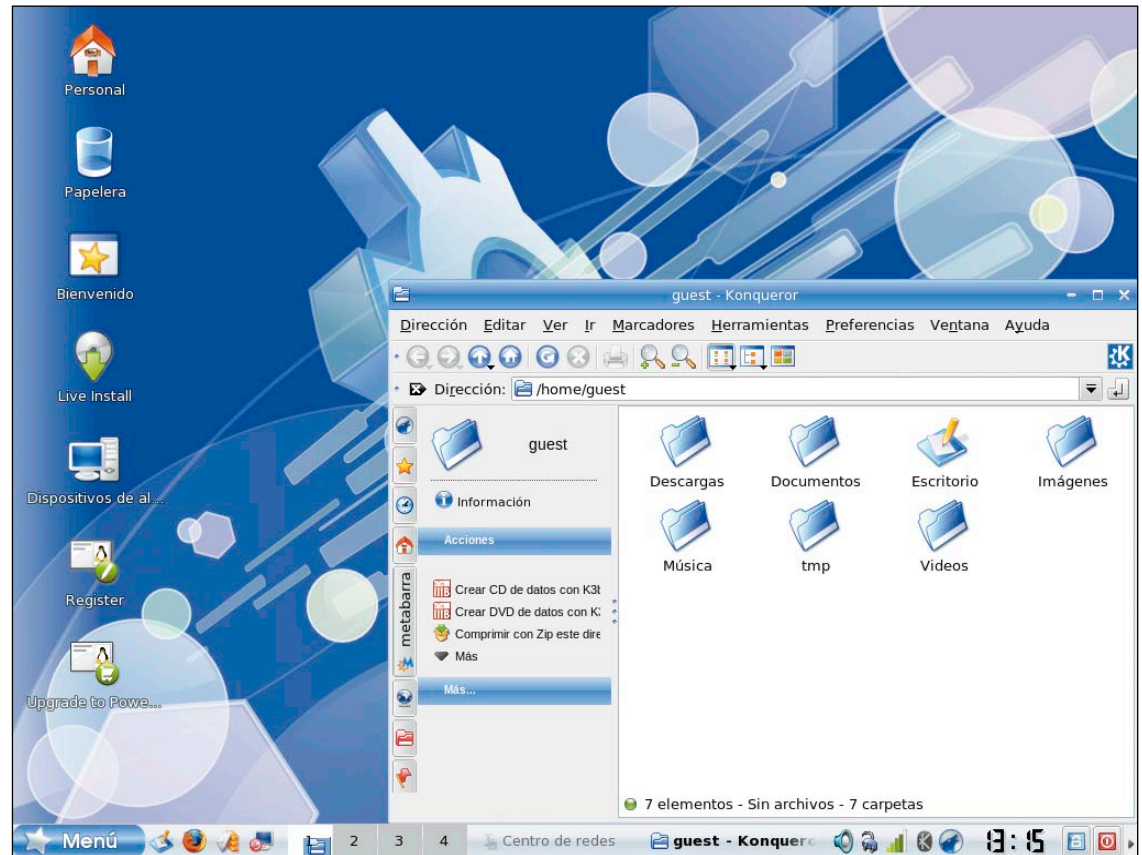 Personal
Papelera
Bienvenido
Live Install
Dispositivos de al...
Register
Upgrade to Powe...
guest - Konqueror
Dirección Editar Ver Ir Marcadores Herramientas Preferencias Ventana Ayuda
Dirección: /home/guest
metabarra
guest
Información
Acciones
Crear CD de datos con K3b
Crear DVD de datos con K3
Comprimir con Zip este dire
Más
Más...
Descargas Documentos Escritorio Imágenes
Música tmp Videos
7 elementos - Sin archivos - 7 carpetas
Menú 1 2 3 4 Centro de redes guest - Konquero 13:15